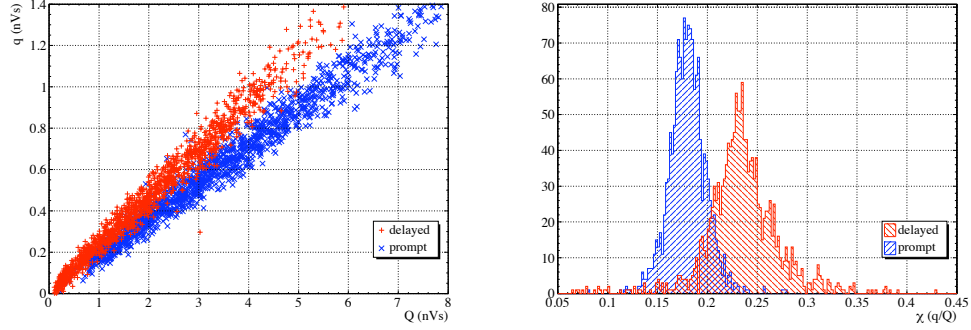 q (nVs)
1.4
1.2
1
0.8
0.6
0.4
0.2
0
delayed
prompt
0 1 2 3 4 5 6 7 8
Q (nVs)
80
70
60
50
40
30
20
10
0
delayed
prompt
0.05 0.1 0.15 0.2 0.25 0.3 0.35 0.4 0.45
χ (q/Q)